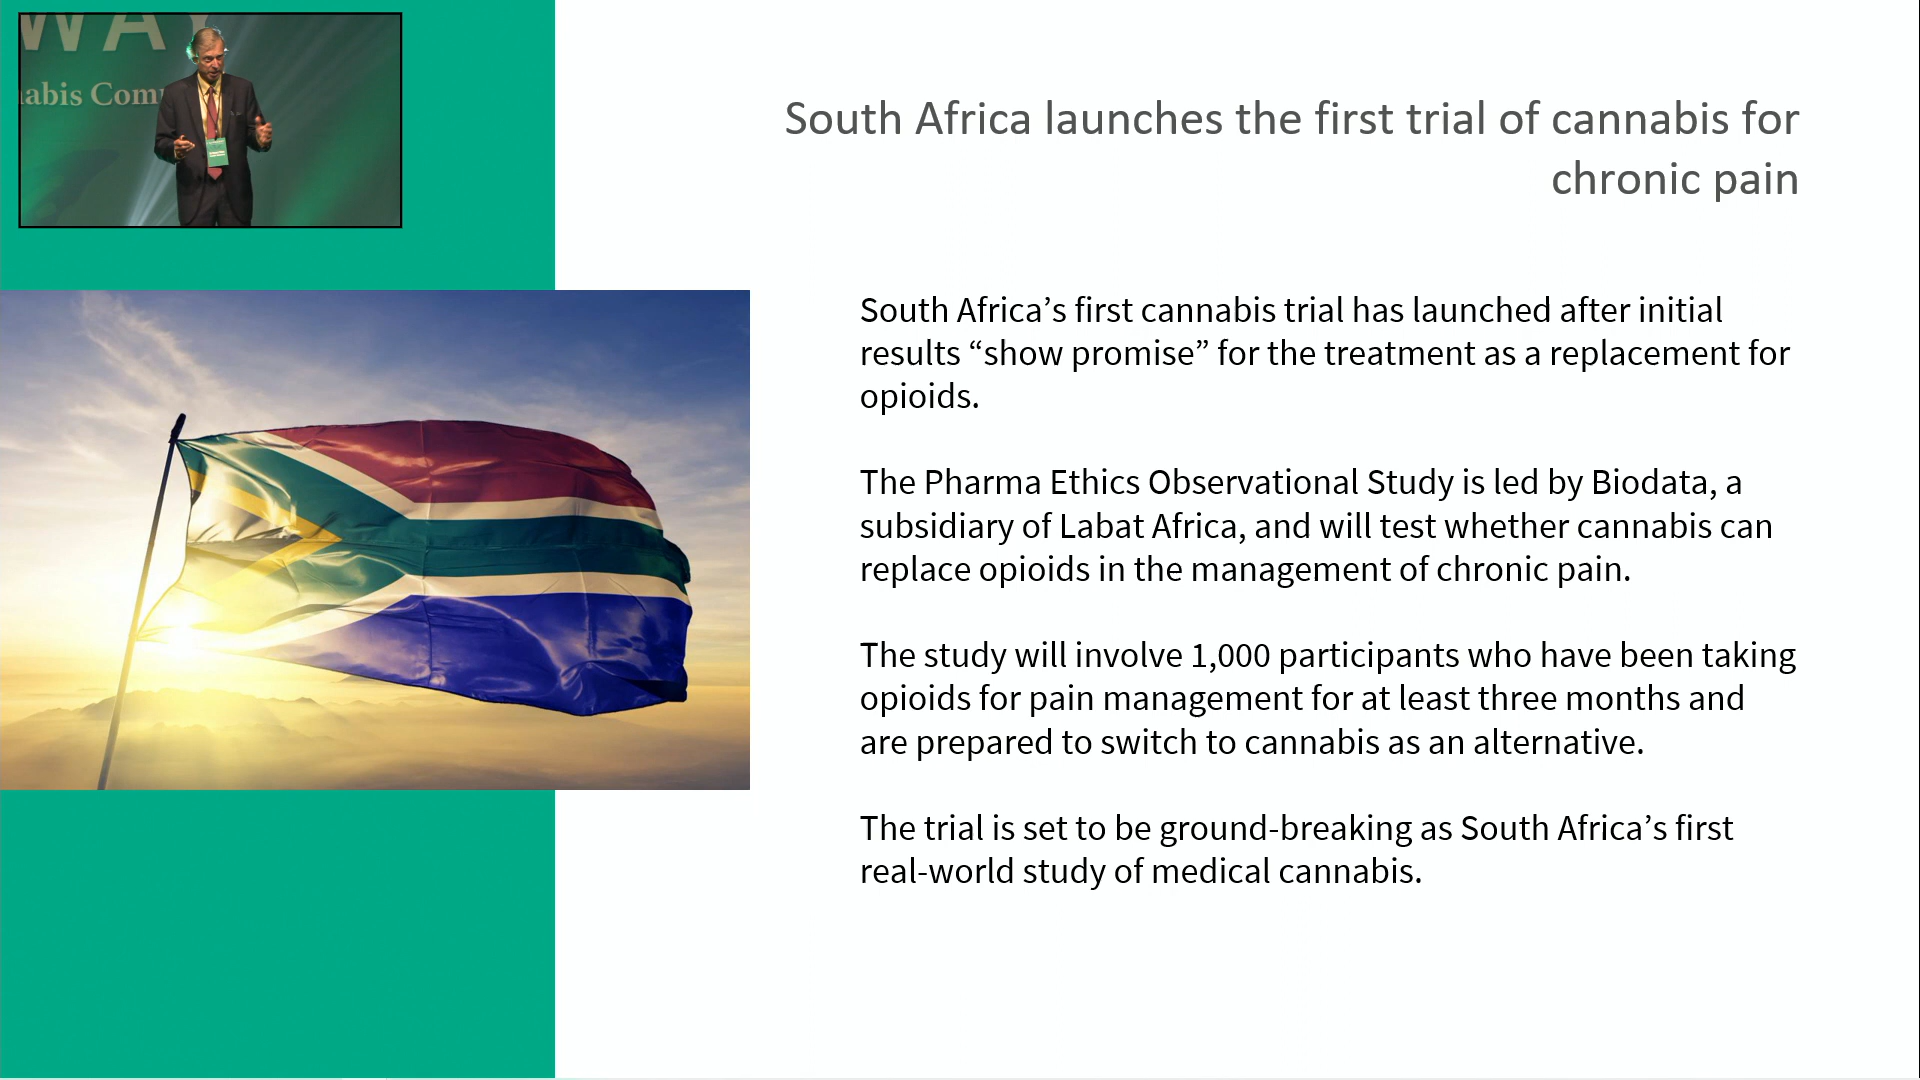 WAY
nabis Com
South Africa launches the first trial of cannabis for
chronic pain
South Africa’s first cannabis trial has launched after initial
results “show promise” for the treatment as a replacement for
opioids.
The Pharma Ethics Observational Study is led by Biodata, a
subsidiary of Labat Africa, and will test whether cannabis can
replace opioids in the management of chronic pain.
The study will involve 1,000 participants who have been taking
opioids for pain management for at least three months and
are prepared to switch to cannabis as an alternative.
The trial is set to be ground-breaking as South Africa’s first
real-world study of medical cannabis.